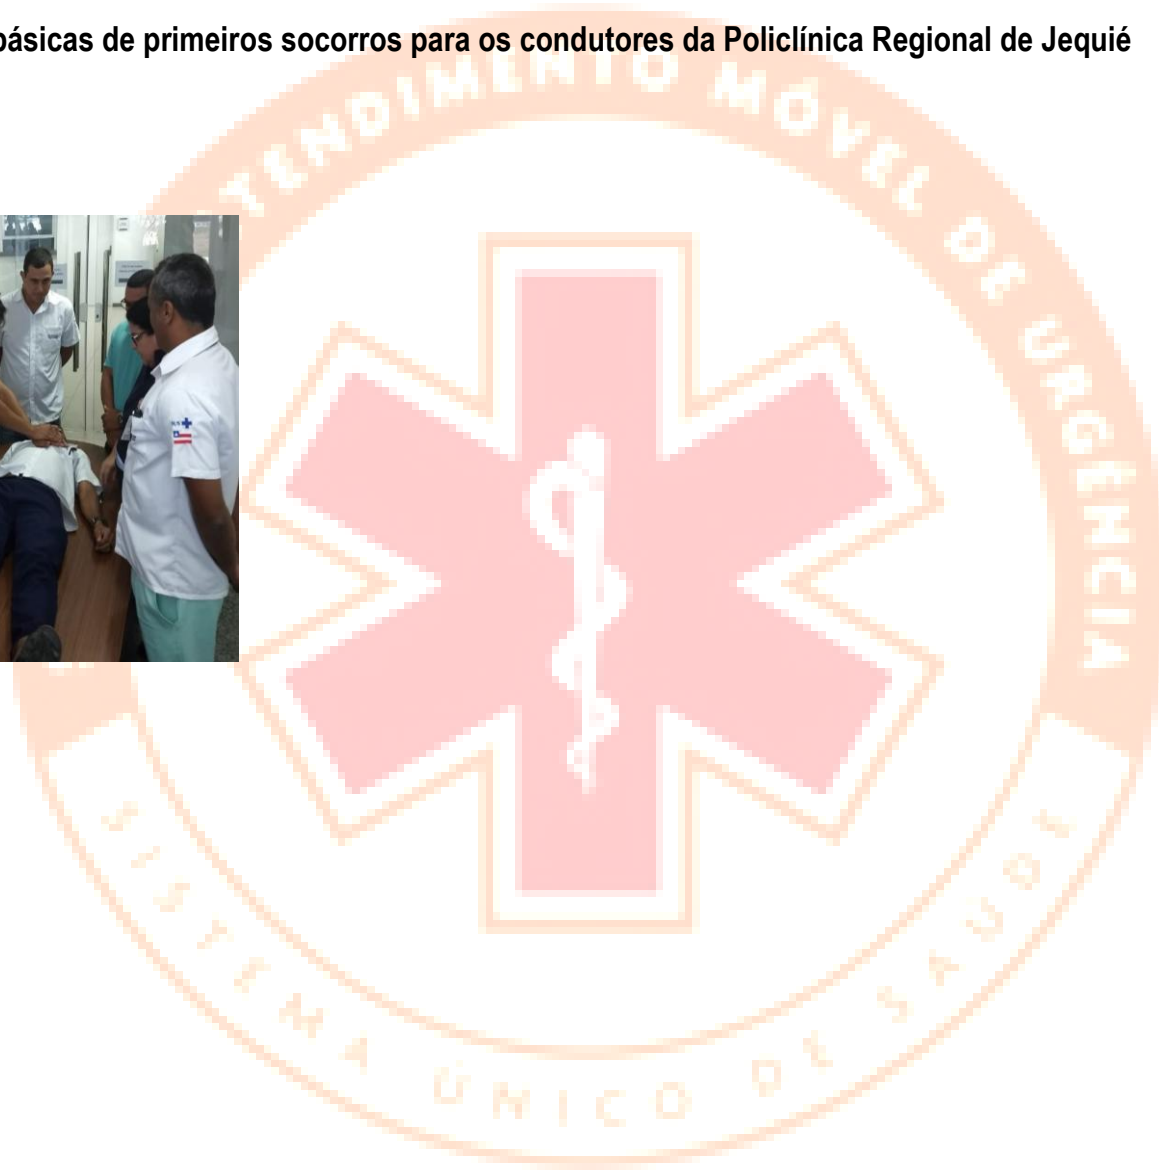 básicas de primeiros socorros para os condutores da Policlínica Regional de Jequié
TENDIMENTO MÓVEL DE URGÊNCIA
SISTEMA ÚNICO DE SAÚDE